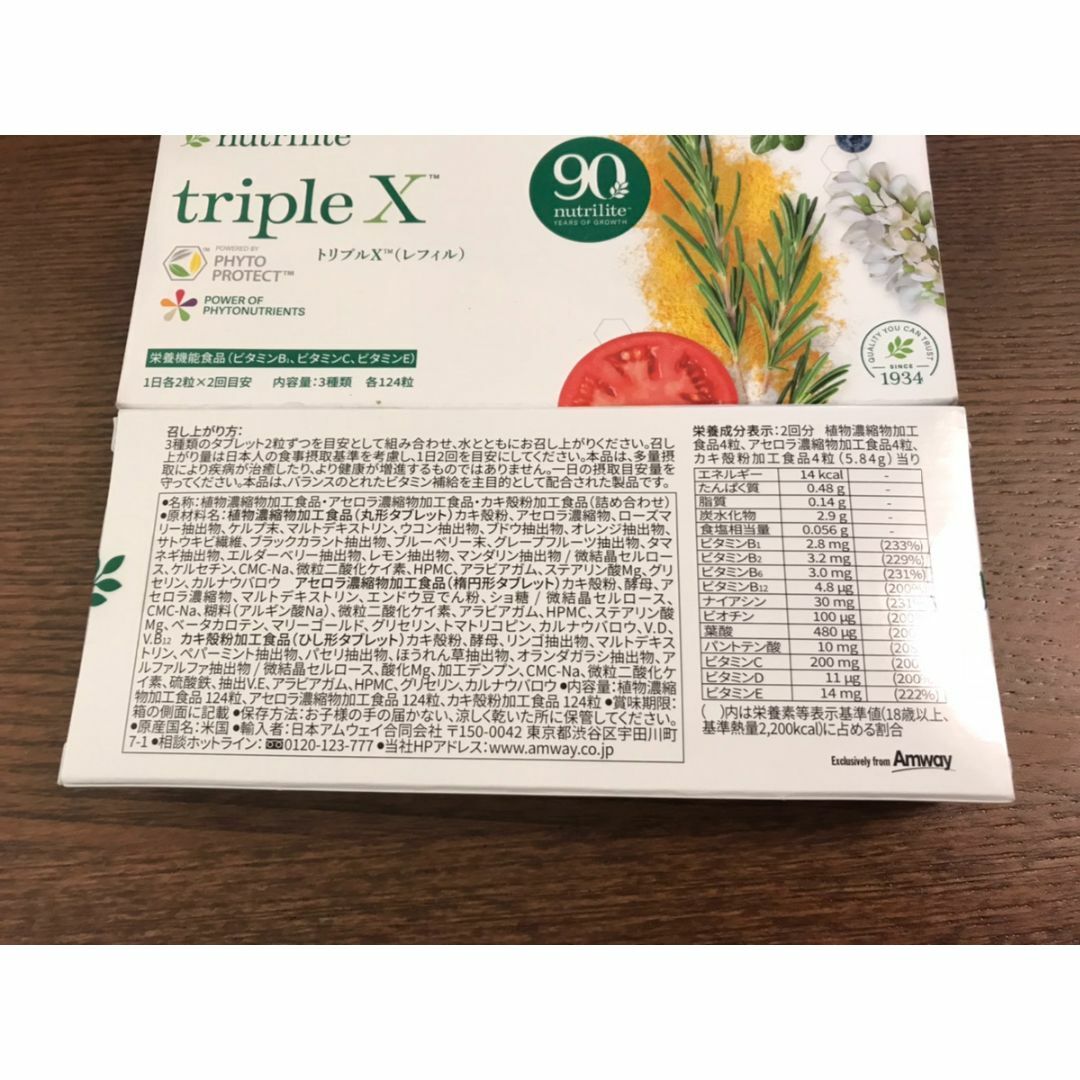 nutrilite
triple X™
90
nutrilite™
YEARS OF GROWTH
POWERED BY
PHYTO
PROTECT™
トリプルX™（レフィル）
POWER OF
PHYTONUTRIENTS
QUALITY YOU CAN TRUST
SINCE
1934
栄養機能食品（ビタミンB₁、ビタミンC、ビタミンE）
1日各2粒×2回目安 内容量：3種類 各124粒
召し上がり方：
3種類のタブレット2粒ずつを目安として組み合わせ、水とともにお召し上がりください。召し
上がり量は日本人の食事摂取基準を考慮し、1日2回を目安にしてください。本品は、多量摂
取により疾病が治癒したり、より健康が増進するものではありません。一日の摂取目安量を
守ってください。本品は、バランスのとれたビタミン補給を主目的として配合された製品です。
●名称：植物濃縮物加工食品・アセロラ濃縮物加工食品・カキ殻粉加工食品（詰め合わせ）
●原材料名：植物濃縮物加工食品（丸形タブレット）カキ殻粉、アセロラ濃縮物、ローズマ
リー抽出物、ケルプ末、マルトデキストリン、ウコン抽出物、ブドウ抽出物、オレンジ抽出物、
サトウキビ繊維、ブラックカラント抽出物、ブルーベリー末、グレープフルーツ抽出物、タマ
ネギ抽出物、エルダーベリー抽出物、レモン抽出物、マンダリン抽出物 / 微結晶セルロー
ス、ケルセチン、CMC-Na、微粒二酸化ケイ素、HPMC、アラビアガム、ステアリン酸Mg、グリ
セリン、カルナウバロウ アセロラ濃縮物加工食品（楕円形タブレット）カキ殻粉、酵母、ア
セロラ濃縮物、マルトデキストリン、エンドウ豆でん粉、ショ糖 / 微結晶セルロース、
CMC-Na、糊料（アルギン酸Na）、微粒二酸化ケイ素、アラビアガム、HPMC、ステアリン酸
Mg、ベータカロテン、マリーゴールド、グリセリン、トマトリコピン、カルナウバロウ、V.D、
V.B₁₂ カキ殻粉加工食品（ひし形タブレット）カキ殻粉、酵母、リンゴ抽出物、マルトデキス
トリン、ペパーミント抽出物、パセリ抽出物、ほうれん草抽出物、オランダガラシ抽出物、ア
ルファルファ抽出物 / 微結晶セルロース、酸化Mg、加工デンプン、CMC-Na、微粒二酸化ケ
イ素、硫酸鉄、抽出V.E、アラビアガム、HPMC、グリセリン、カルナウバロウ ●内容量：植物濃縮
物加工食品 124粒、アセロラ濃縮物加工食品 124粒、カキ殻粉加工食品 124粒 ●賞味期限：
箱の側面に記載 ●保存方法：お子様の手の届かない、涼しく乾いた所に保管してください。
●原産国名：米国 ●輸入者：日本アムウェイ合同会社 〒150-0042 東京都渋谷区宇田川町
7-1 ●相談ホットライン：0120-123-777 ●当社HPアドレス：www.amway.co.jp
栄養成分表示：2回分 植物濃縮物加工
食品4粒、アセロラ濃縮物加工食品4粒、
カキ殻粉加工食品4粒（5.84g）当り
エネルギー 14 kcal -
たんぱく質 0.48 g -
脂質 0.14 g -
炭水化物 2.9 g -
食塩相当量 0.056 g -
ビタミンB₁ 2.8 mg (233%)
ビタミンB₂ 3.2 mg (229%)
ビタミンB₆ 3.0 mg (231%)
ビタミンB₁₂ 4.8 μg (200%
ナイアシン 30 mg (231%
ビオチン 100 μg (200
葉酸 480 μg (200
パントテン酸 10 mg (208
ビタミンC 200 mg (200
ビタミンD 11 μg (200%
ビタミンE 14 mg (222%)
（ ）内は栄養素等表示基準値（18歳以上、
基準熱量2,200kcal）に占める割合
Exclusively from Amway